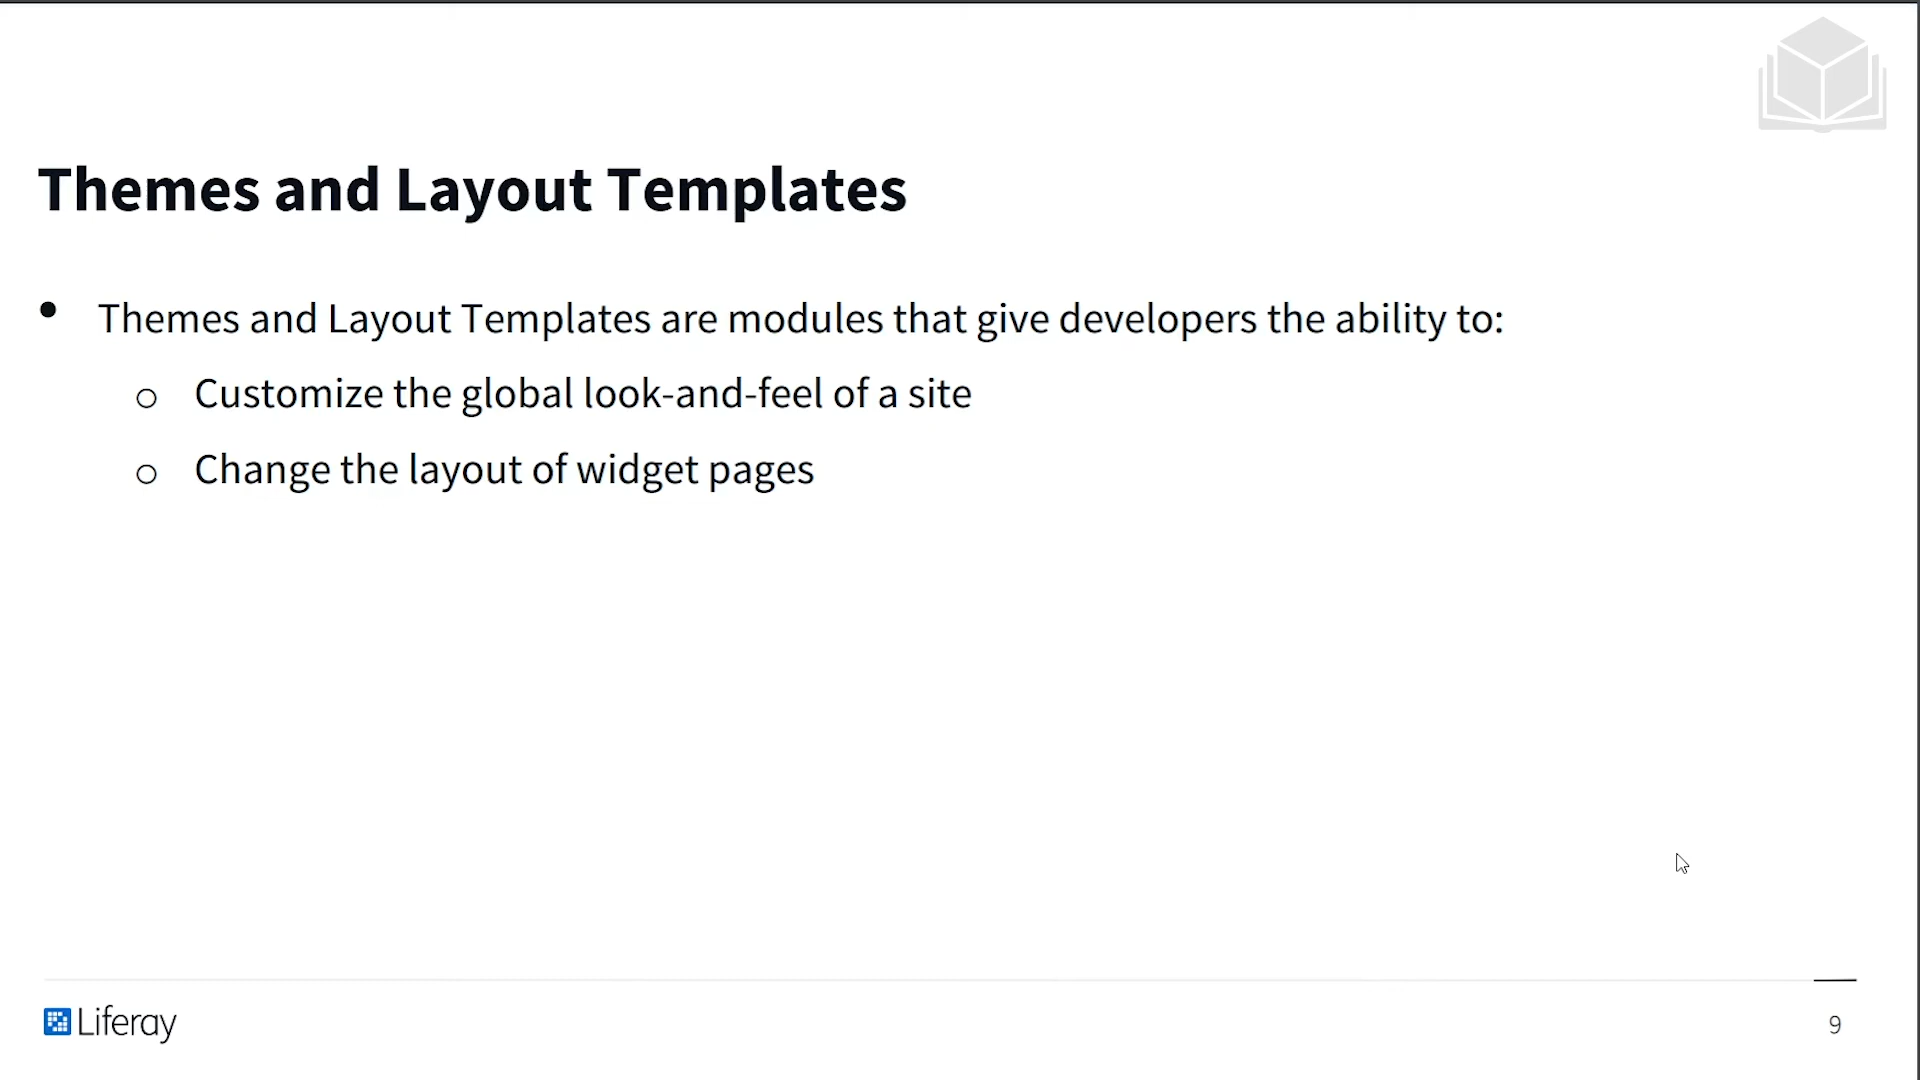 Themes and Layout Templates
• Themes and Layout Templates are modules that give developers the ability to:
o Customize the global look-and-feel of a site
o Change the layout of widget pages
Liferay
9